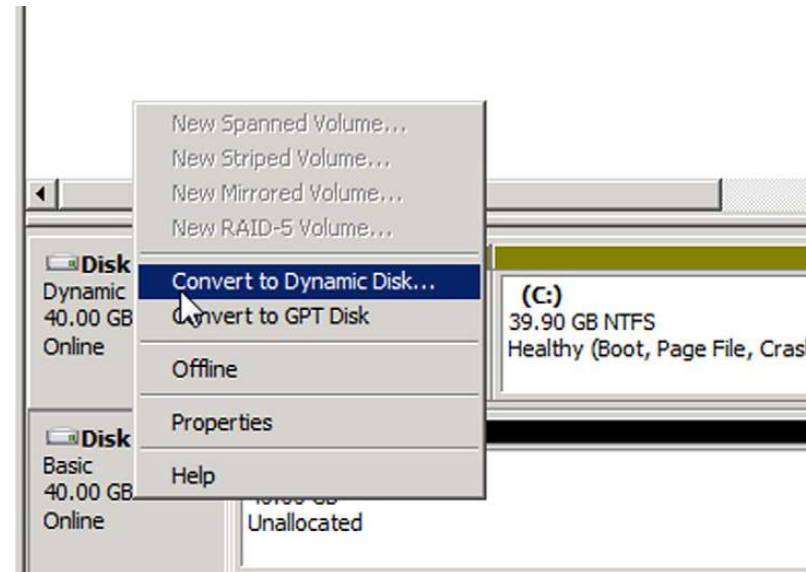 New Spanned Volume...
New Striped Volume...
New Mirrored Volume...
New RAID-5 Volume...
Convert to Dynamic Disk...
Convert to GPT Disk
Offline
Properties
Help
Disk
Dynamic
40.00 GB
Online
(C:)
39.90 GB NTFS
Healthy (Boot, Page File,
Disk
Basic
40.00 GB
Online
Unallocated